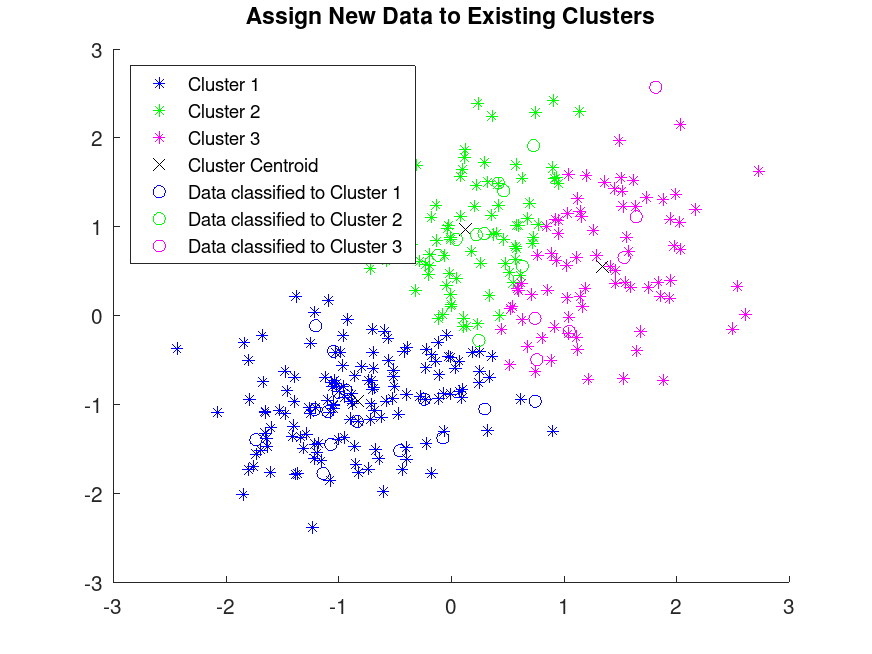 Assign New Data to Existing Clusters
3
Cluster 1
Cluster 2
Cluster 3
Cluster Centroid
Data classified to Cluster 1
Data classified to Cluster 2
Data classified to Cluster 3
2
1
0
-1
-2
-3
-3 -2 -1 0 1 2 3